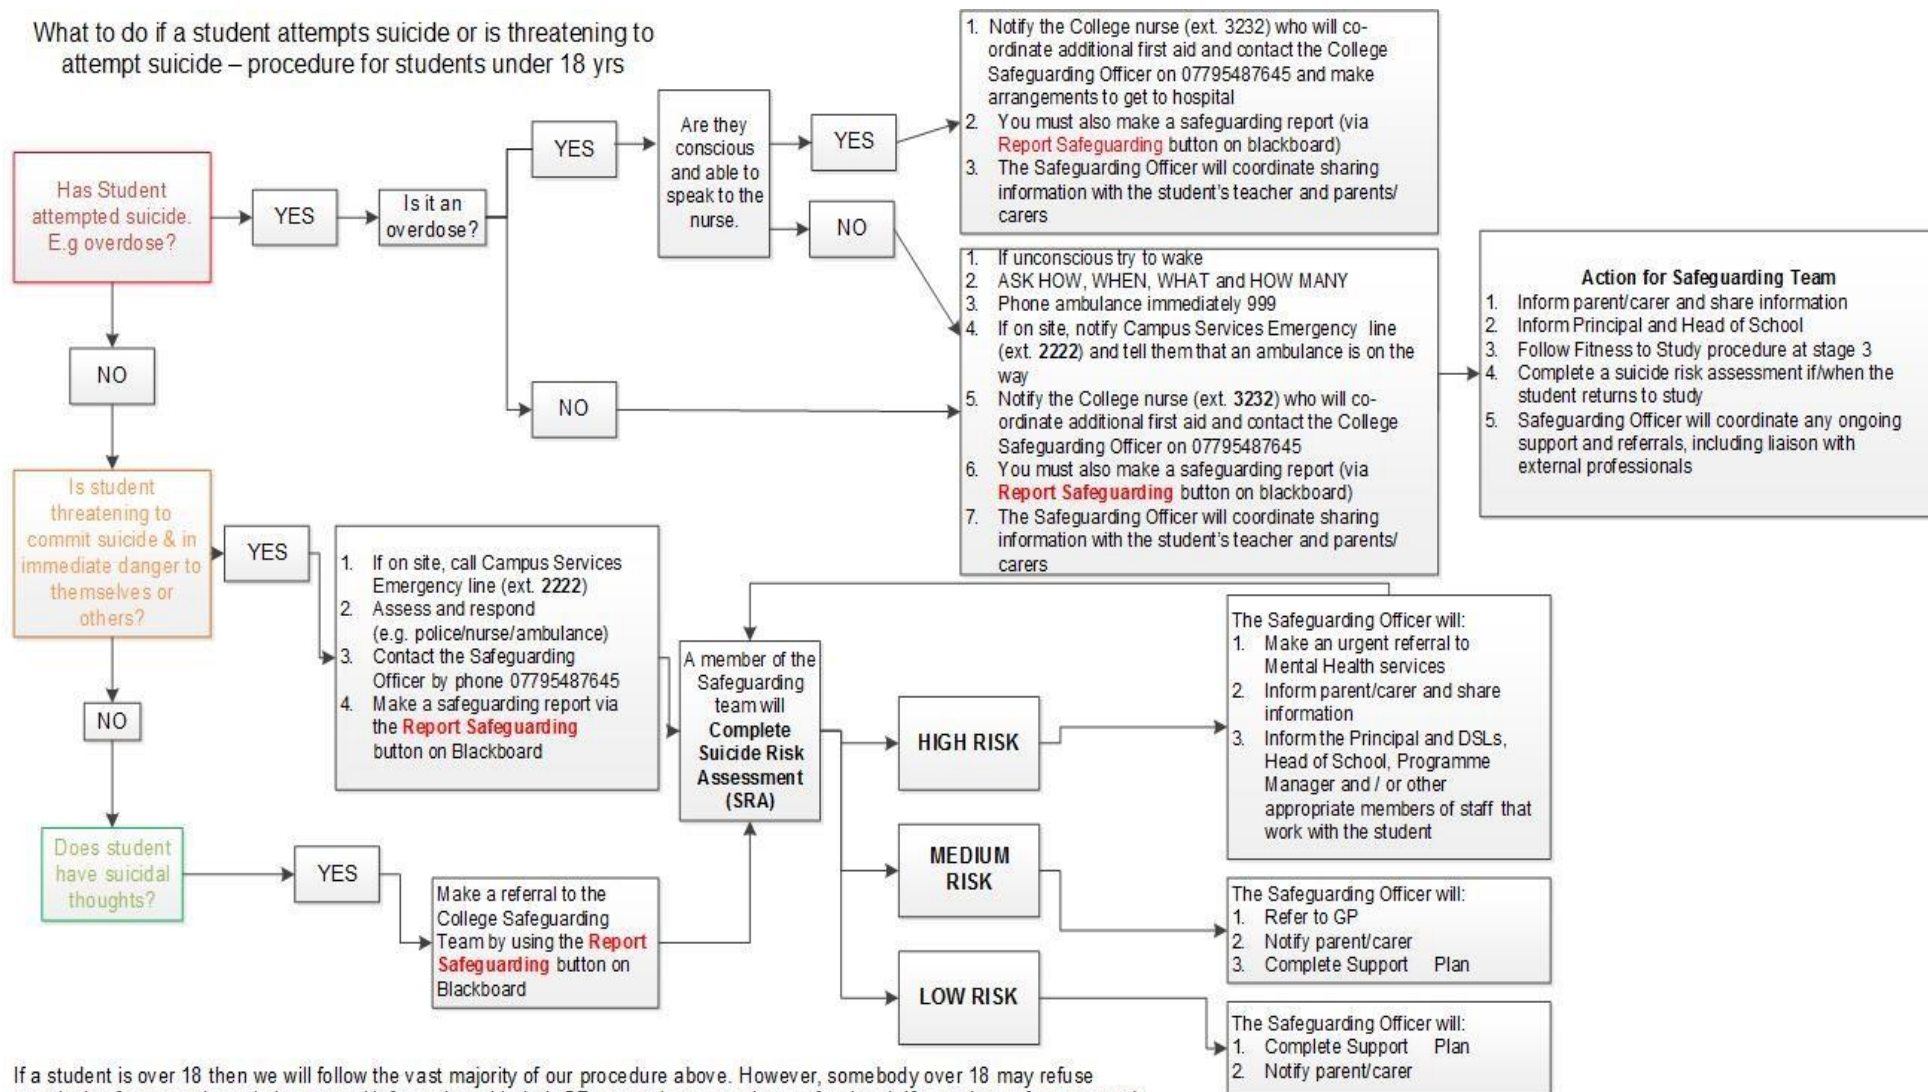 What to do if a student attempts suicide or is threatening to
attempt suicide – procedure for students under 18 yrs
Has Student
attempted suicide.
E.g overdose?
YES
Is it an
overdose?
YES
Are they
conscious
and able to
speak to the
nurse.
YES
NO
1. Notify the College nurse (ext. 3232) who will co-
ordinate additional first aid and contact the College
Safeguarding Officer on 07795487645 and make
arrangements to get to hospital
2. You must also make a safeguarding report (via
Report Safeguarding button on blackboard)
3. The Safeguarding Officer will coordinate sharing
information with the student's teacher and parents/
carers
NO
1. If unconscious try to wake
2. ASK HOW, WHEN, WHAT and HOW MANY
3. Phone ambulance immediately 999
4. If on site, notify Campus Services Emergency line
(ext. 2222) and tell them that an ambulance is on the
way
5. Notify the College nurse (ext. 3232) who will co-
ordinate additional first aid and contact the College
Safeguarding Officer on 07795487645
6. You must also make a safeguarding report (via
Report Safeguarding button on blackboard)
7. The Safeguarding Officer will coordinate sharing
information with the student's teacher and parents/
carers
Action for Safeguarding Team
1. Inform parent/carer and share information
2. Inform Principal and Head of School
3. Follow Fitness to Study procedure at stage 3
4. Complete a suicide risk assessment if/when the
student returns to study
5. Safeguarding Officer will coordinate any ongoing
support and referrals, including liaison with
external professionals
NO
Is student
threatening to
commit suicide & in
immediate danger to
themselves or
others?
YES
1. If on site, call Campus Services
Emergency line (ext. 2222)
2. Assess and respond
(e.g. police/nurse/ambulance)
3. Contact the Safeguarding
Officer by phone 07795487645
4. Make a safeguarding report via
the Report Safeguarding
button on Blackboard
NO
Does student
have suicidal
thoughts?
YES
Make a referral to the
College Safeguarding
Team by using the Report
Safeguarding button on
Blackboard
A member of the
Safeguarding
team will
Complete
Suicide Risk
Assessment
(SRA)
HIGH RISK
The Safeguarding Officer will:
1. Make an urgent referral to
Mental Health services
2. Inform parent/carer and share
information
3. Inform the Principal and DSLs,
Head of School, Programme
Manager and / or other
appropriate members of staff that
work with the student
MEDIUM
RISK
The Safeguarding Officer will:
1. Refer to GP
2. Notify parent/carer
3. Complete Support Plan
LOW RISK
The Safeguarding Officer will:
1. Complete Support Plan
2. Notify parent/carer
If a student is over 18 then we will follow the vast majority of our procedure above. However, somebody over 18 may refuse